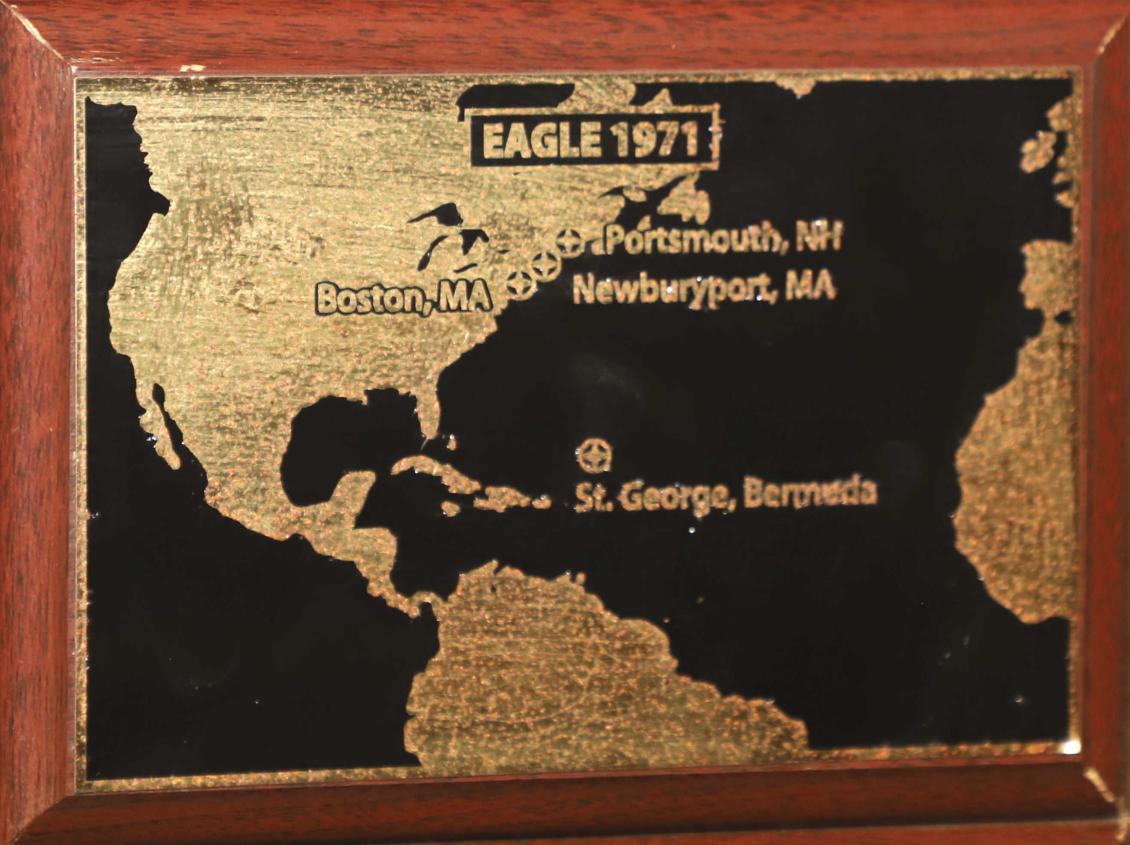 EAGLE 1971
Portsmouth, NH
Boston, MA
Newburyport, MA
St. George, Bermuda